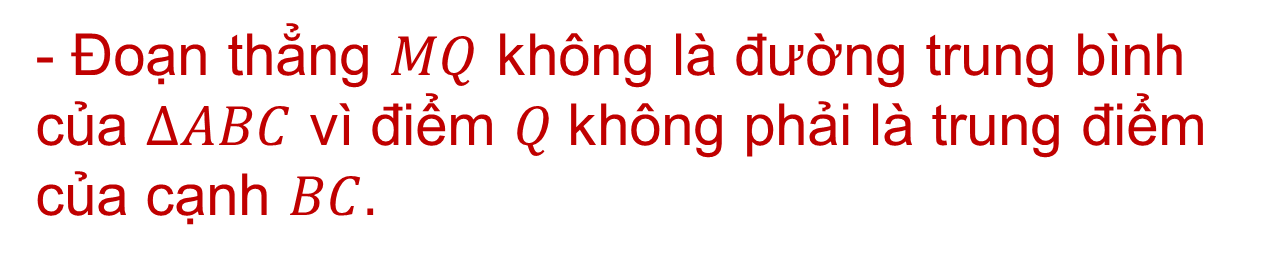 - Đoạn thẳng MQ không là đường trung bình
của ΔABC vì điểm Q không phải là trung điểm
của cạnh BC.